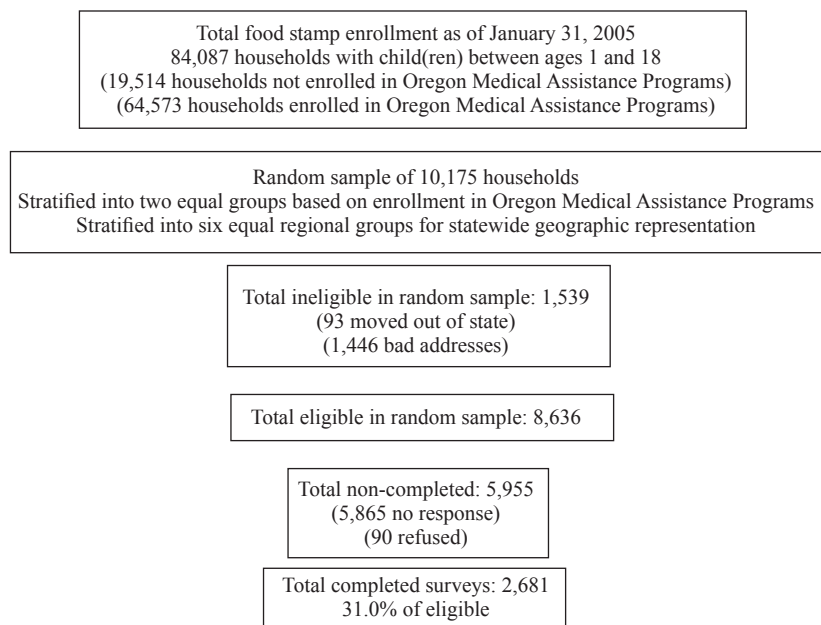 Total food stamp enrollment as of January 31, 2005
84,087 households with child(ren) between ages 1 and 18
(19,514 households not enrolled in Oregon Medical Assistance Programs)
(64,573 households enrolled in Oregon Medical Assistance Programs)
Random sample of 10,175 households
Stratified into two equal groups based on enrollment in Oregon Medical Assistance Programs
Stratified into six equal regional groups for statewide geographic representation
Total ineligible in random sample: 1,539
(93 moved out of state)
(1,446 bad addresses)
Total eligible in random sample: 8,636
Total non-completed: 5,955
(5,865 no response)
(90 refused)
Total completed surveys: 2,681
31.0% of eligible